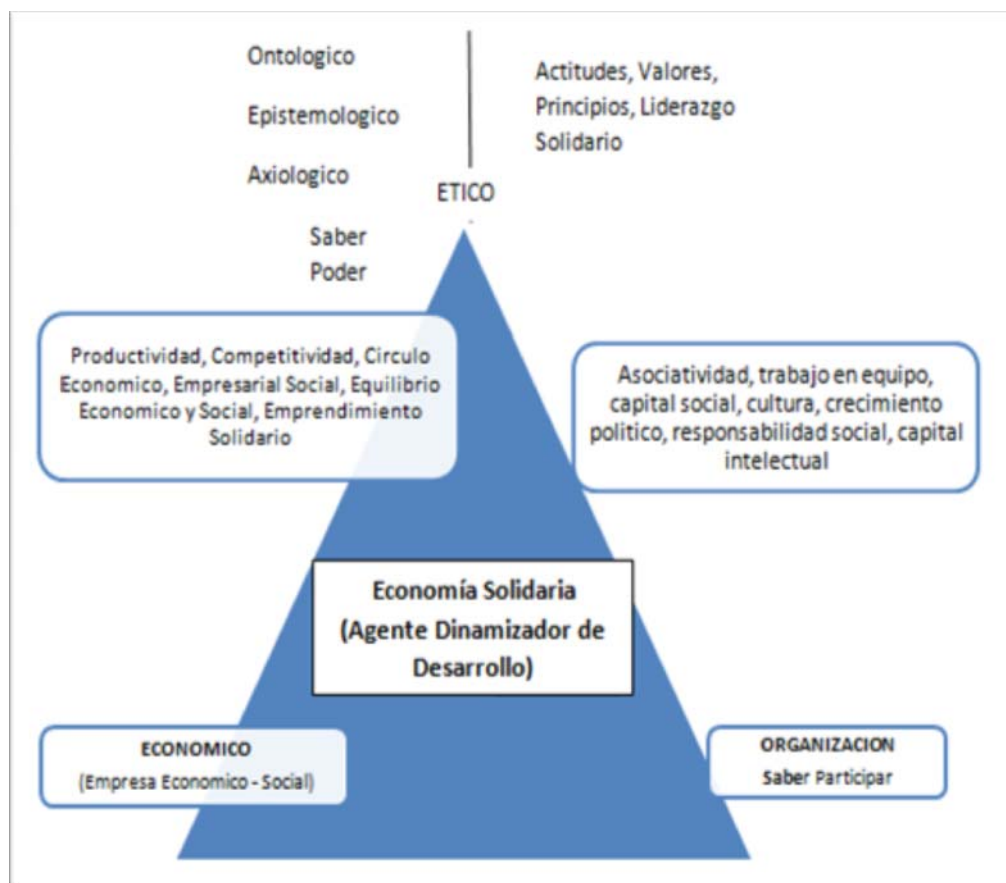 Ontologico
Epistemologico
Axiologico
Actitudes, Valores,
Principios, Liderazgo
Solidario
ETICO
Saber
Poder
Productividad, Competitividad, Circulo
Economico, Empresarial Social, Equilibrio
Economico y Social, Emprendimiento
Solidario
Asociatividad, trabajo en equipo,
capital social, cultura, crecimiento
politico, responsabilidad social, capital
intelectual
Economía Solidaria
(Agente Dinamizador de
Desarrollo)
ECONOMICO
(Empresa Economico - Social)
ORGANIZACION
Saber Participar